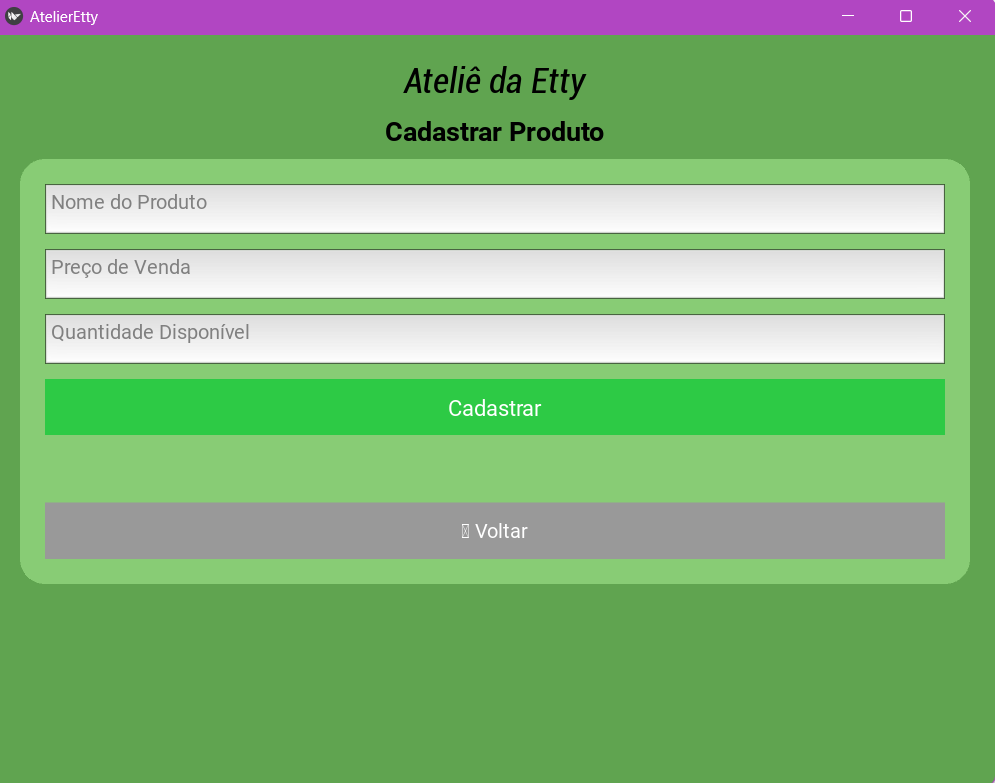 AtelierEtty
Ateliê da Etty
Cadastrar Produto
Nome do Produto
Preço de Venda
Quantidade Disponível
Cadastrar
Voltar